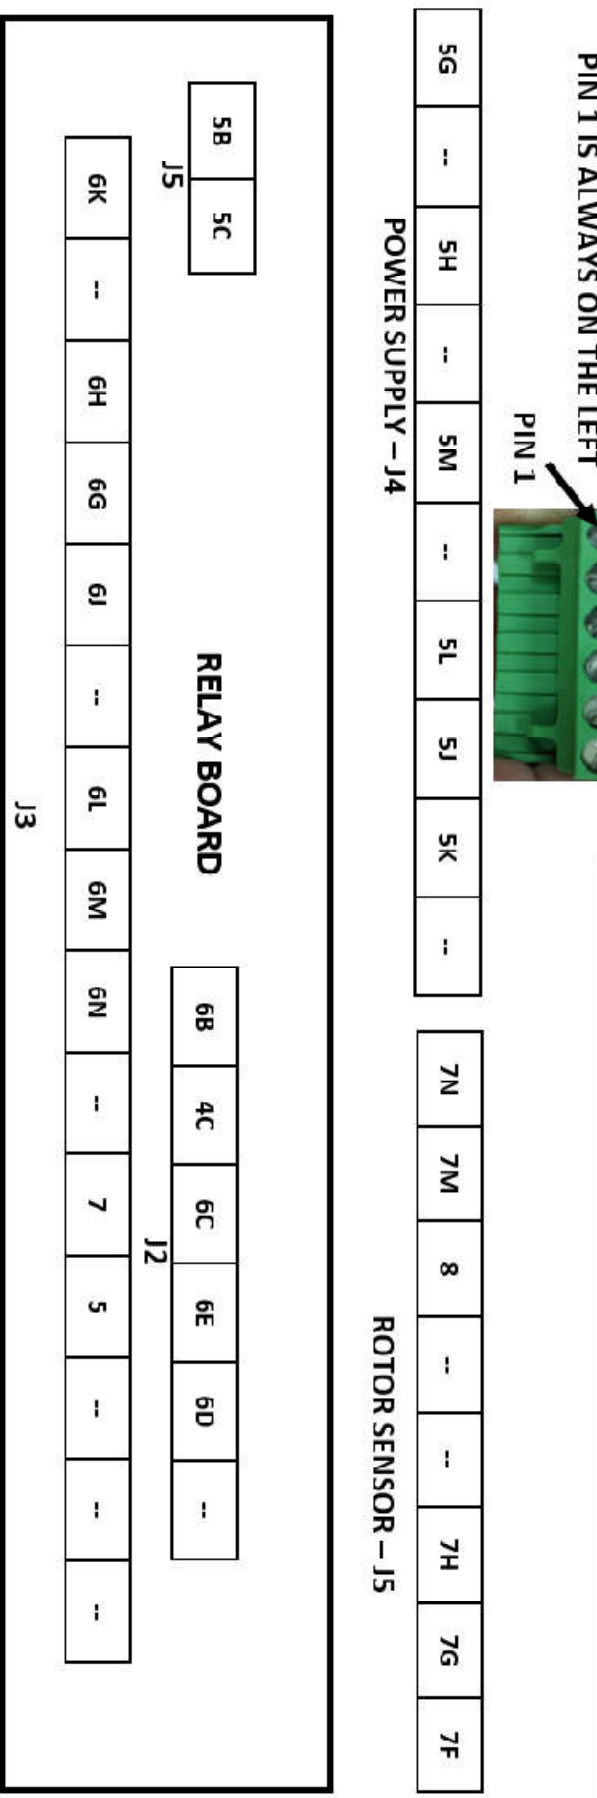 PIN 1 IS ALWAYS ON THE LEFT
PIN 1
5G -- 5H -- 5M -- 5L 5J 5K --
POWER SUPPLY – J4
7N 7M 8 -- -- 7H 7G 7F
ROTOR SENSOR – J5
5B 5C
J5
RELAY BOARD
6B 4C 6C 6E 6D --
J2
6K -- 6H 6G 6J -- 6L 6M 6N -- 7 5 -- -- --
J3